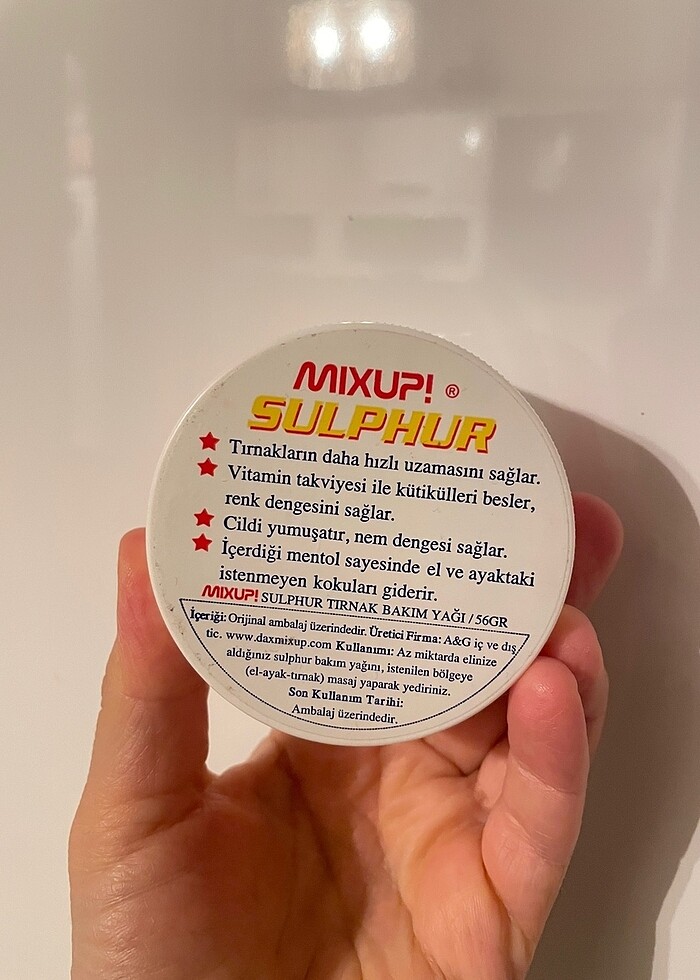 MIXUP! ®
SULPHUR
Tırnakların daha hızlı uzamasını sağlar.
Vitamin takviyesi ile kütikülleri besler,
renk dengesini sağlar.
Cildi yumuşatır, nem dengesi sağlar.
İçerdiği mentol sayesinde el ve ayaktaki
istenmeyen kokuları giderir.
MIXUP! SULPHUR TIRNAK BAKIM YAĞI / 56GR
İçeriği: Orijinal ambalaj üzerindedir. Üretici Firma: A&G iç ve dış
tic. www.daxmixup.com Kullanımı: Az miktarda elinize
aldığınız sulphur bakım yağını, istenilen bölgeye
(el-ayak-tırnak) masaj yaparak yediriniz.
Son Kullanım Tarihi:
Ambalaj üzerindedir.